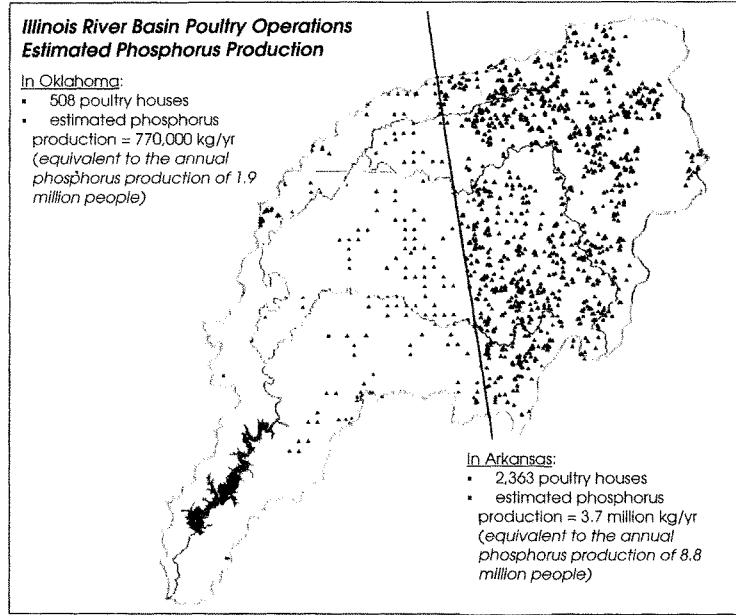 Illinois River Basin Poultry Operations
Estimated Phosphorus Production
In Oklahoma:
▪ 508 poultry houses
▪ estimated phosphorus
production = 770,000 kg/yr
(equivalent to the annual
phosphorus production of 1.9
million people)
In Arkansas:
▪ 2,363 poultry houses
▪ estimated phosphorus
production = 3.7 million kg/yr
(equivalent to the annual
phosphorus production of 8.8
million people)